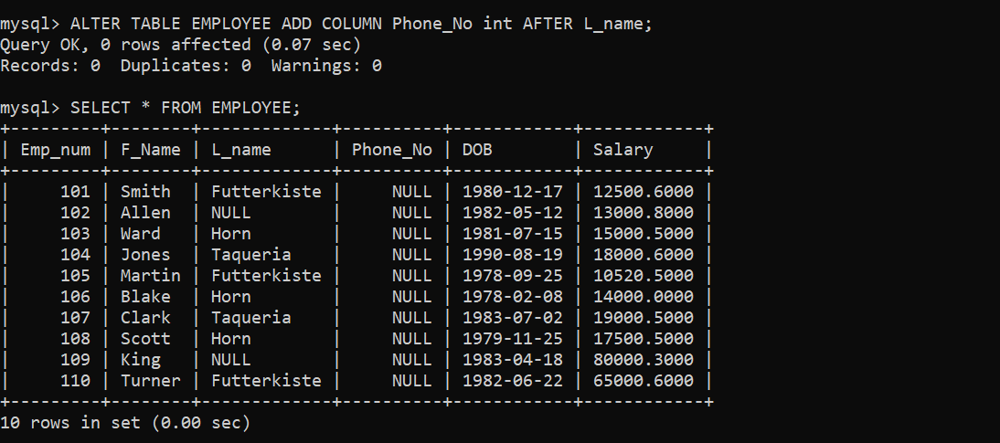 mysql> ALTER TABLE EMPLOYEE ADD COLUMN Phone_No int AFTER L_name;
Query OK, 0 rows affected (0.07 sec)
Records: 0  Duplicates: 0  Warnings: 0

mysql> SELECT * FROM EMPLOYEE;
+---------+--------+-------------+----------+------------+------------+
| Emp_num | F_Name | L_name      | Phone_No | DOB        | Salary     |
+---------+--------+-------------+----------+------------+------------+
|     101 | Smith  | Futterkiste |     NULL | 1980-12-17 | 12500.6000 |
|     102 | Allen  | NULL        |     NULL | 1982-05-12 | 13000.8000 |
|     103 | Ward   | Horn        |     NULL | 1981-07-15 | 15000.5000 |
|     104 | Jones  | Taqueria    |     NULL | 1990-08-19 | 18000.6000 |
|     105 | Martin | Futterkiste |     NULL | 1978-09-25 | 10520.5000 |
|     106 | Blake  | Horn        |     NULL | 1978-02-08 | 14000.0000 |
|     107 | Clark  | Taqueria    |     NULL | 1983-07-02 | 19000.5000 |
|     108 | Scott  | Horn        |     NULL | 1979-11-25 | 17500.5000 |
|     109 | King   | NULL        |     NULL | 1983-04-18 | 80000.3000 |
|     110 | Turner | Futterkiste |     NULL | 1982-06-22 | 65000.6000 |
+---------+--------+-------------+----------+------------+------------+
10 rows in set (0.00 sec)